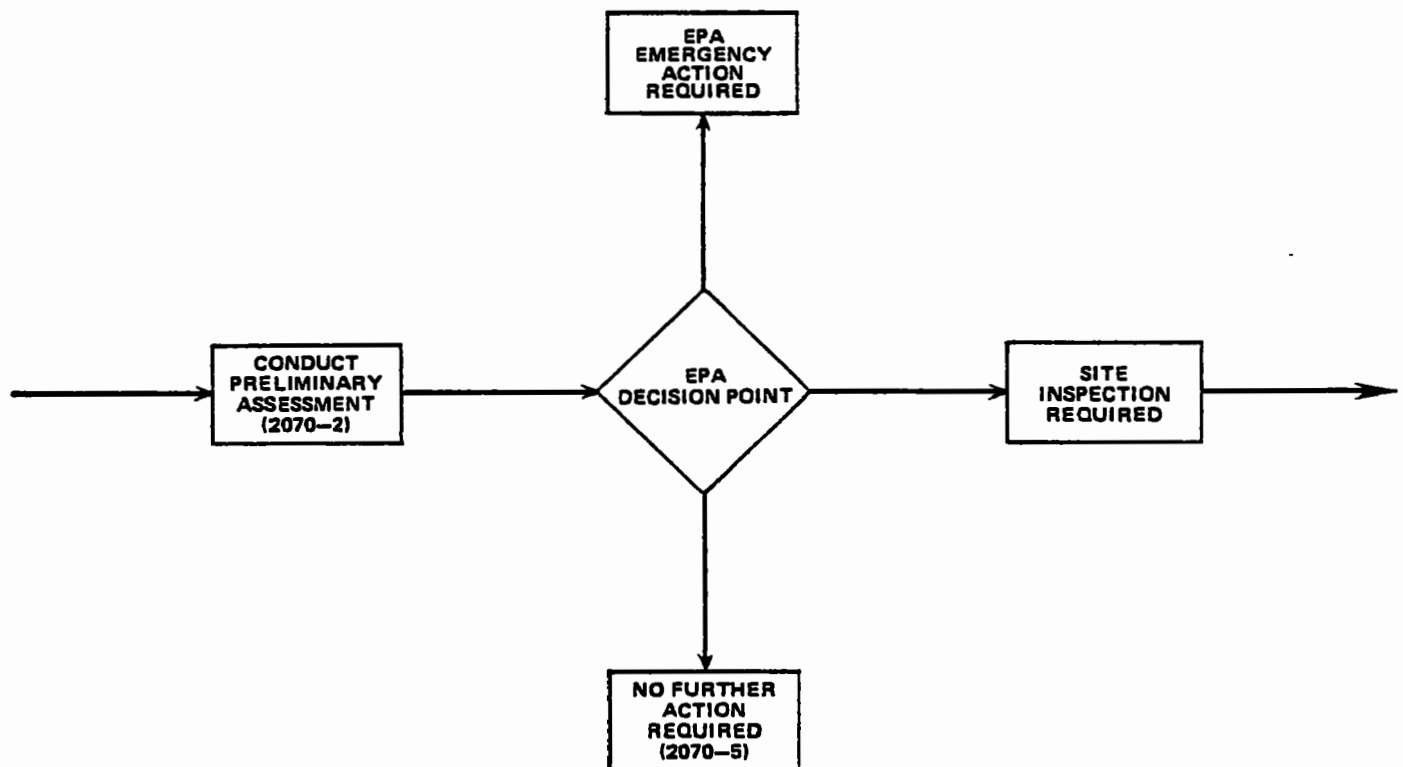 EPA
EMERGENCY
ACTION
REQUIRED
CONDUCT
PRELIMINARY
ASSESSMENT
(2070—2)
EPA
DECISION POINT
SITE
INSPECTION
REQUIRED
NO FURTHER
ACTION
REQUIRED
(2070—5)